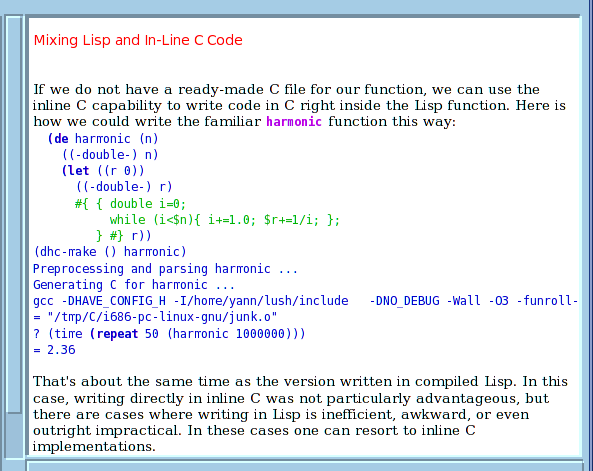 Mixing Lisp and In-Line C Code
If we do not have a ready-made C file for our function, we can use the
inline C capability to write code in C right inside the Lisp function. Here is
how we could write the familiar harmonic function this way:
(de harmonic (n)
((-double-) n)
(let ((r 0))
((-double-) r)
#{ { double i=0;
while (i<$n){ i+=1.0; $r+=1/i; };
} #} r))
(dhc-make () harmonic)
Preprocessing and parsing harmonic ...
Generating C for harmonic ...
gcc -DHAVE_CONFIG_H -I/home/yann/lush/include   -DNO_DEBUG -Wall -O3 -funroll-
= "/tmp/C/i686-pc-linux-gnu/junk.o"
? (time (repeat 50 (harmonic 1000000)))
= 2.36
That's about the same time as the version written in compiled Lisp. In this
case, writing directly in inline C was not particularly advantageous, but
there are cases where writing in Lisp is inefficient, awkward, or even
outright impractical. In these cases one can resort to inline C
implementations.